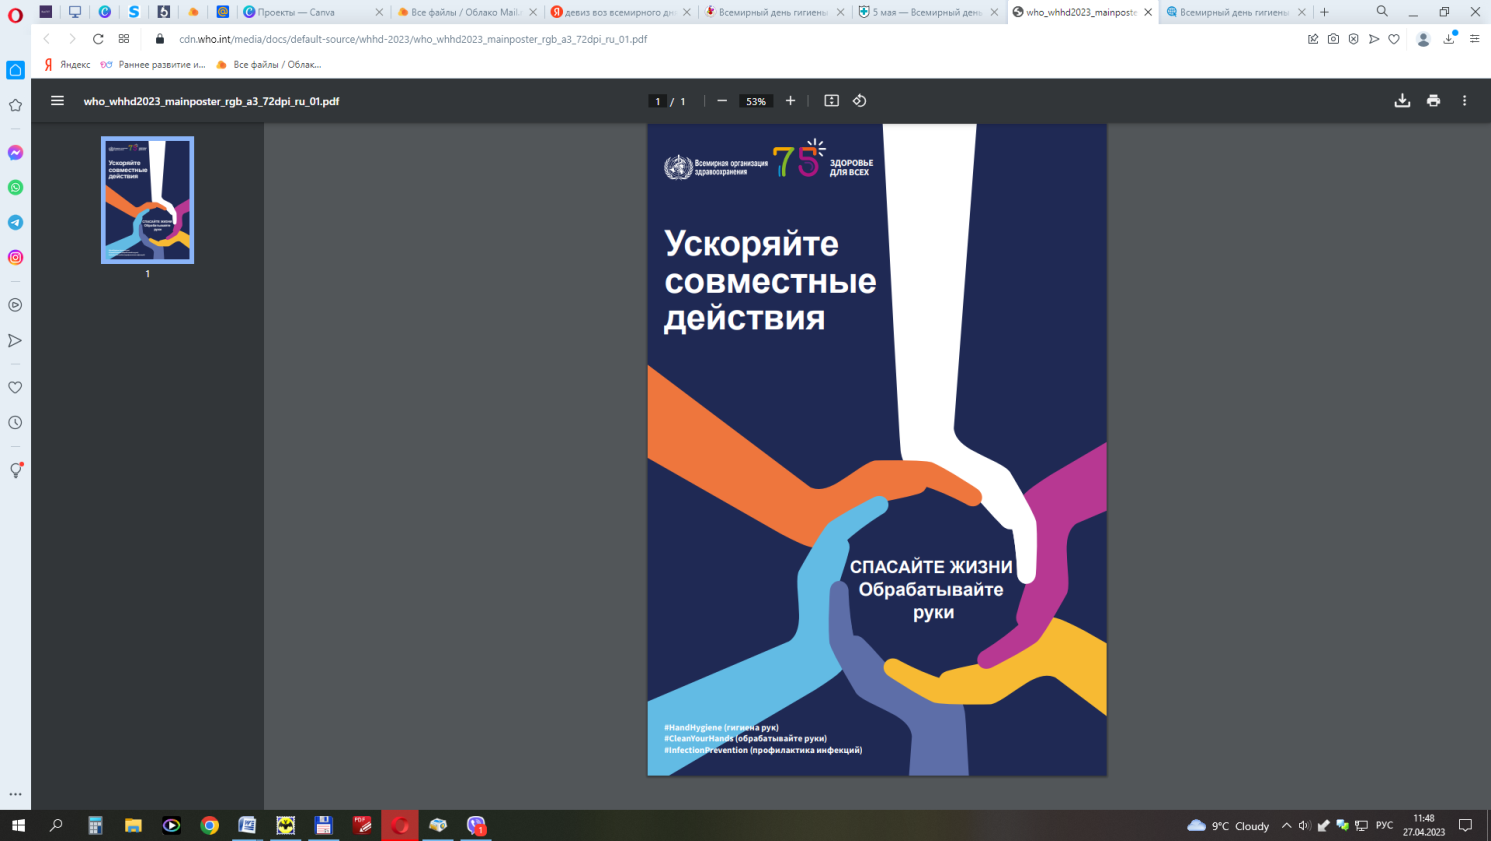 Проекты — Canva
Все файлы / Облако Mail.
девиз воз всемирного дн
Всемирный день гигиены
5 мая — Всемирный день
who_whhd2023_mainposte
Всемирный день гигиены
cdn.who.int/media/docs/default-source/whhd-2023/who_whhd2023_mainposter_rgb_a3_72dpi_ru_01.pdf
Яндекс
Раннее развитие и...
Все файлы / Облак...
who_whhd2023_mainposter_rgb_a3_72dpi_ru_01.pdf
1 / 1
53%
1
Всемирная организация
здравоохранения
75
ЗДОРОВЬЕ
ДЛЯ ВСЕХ
Ускоряйте
совместные
действия
СПАСАЙТЕ ЖИЗНИ
Обрабатывайте
руки
#HandHygiene (гигиена рук)
#CleanYourHands (обрабатывайте руки)
#InfectionPrevention (профилактика инфекций)
9°C Cloudy
РУС
11:48
27.04.2023